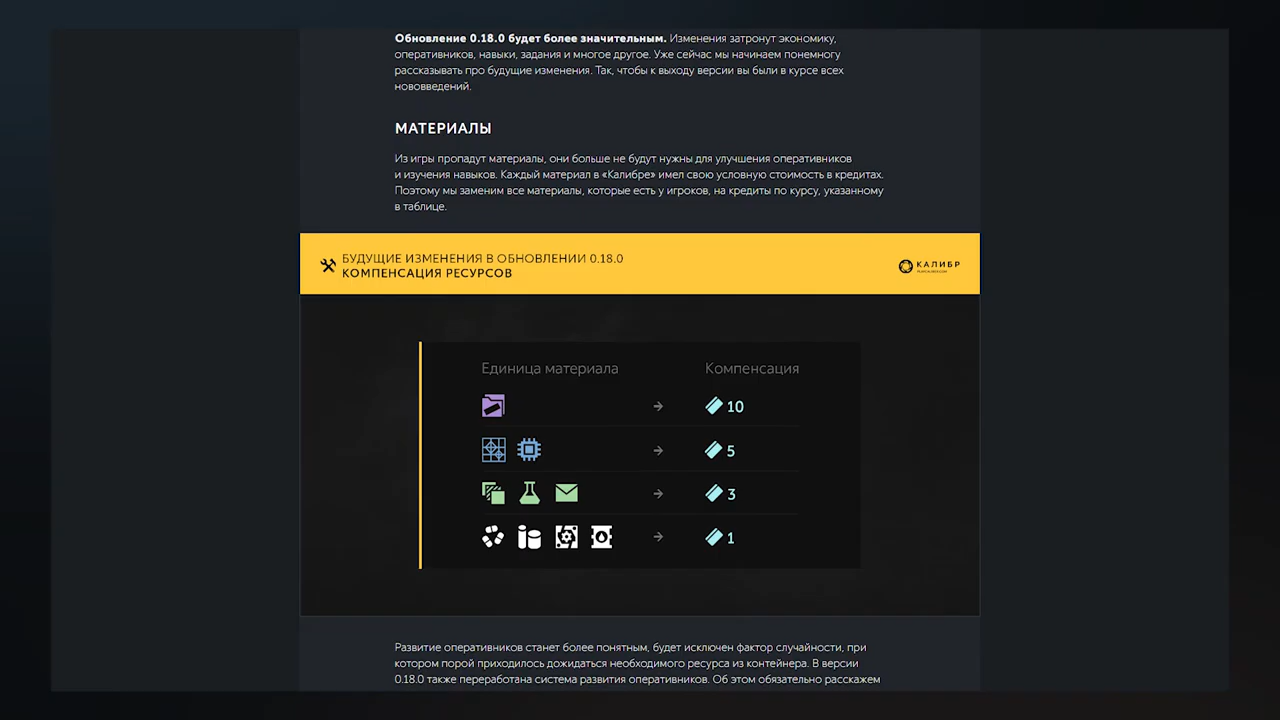 Обновление 0.18.0 будет более значительным. Изменения затронут экономику,
оперативников, навыки, задания и многое другое. Уже сейчас мы начинаем понемногу
рассказывать про будущие изменения. Так, чтобы к выходу версии вы были в курсе всех
нововведений.
МАТЕРИАЛЫ
Из игры пропадут материалы, они больше не будут нужны для улучшения оперативников
и изучения навыков. Каждый материал в «Калибре» имел свою условную стоимость в кредитах.
Поэтому мы заменим все материалы, которые есть у игроков, на кредиты по курсу, указанному
в таблице.
БУДУЩИЕ ИЗМЕНЕНИЯ В ОБНОВЛЕНИИ 0.18.0
КОМПЕНСАЦИЯ РЕСУРСОВ
КАЛИБР
Единица материала Компенсация
→ 10
→ 5
→ 3
→ 1
Развитие оперативников станет более понятным, будет исключен фактор случайности, при
котором порой приходилось дожидаться необходимого ресурса из контейнера. В версии
0.18.0 также переработана система развития оперативников. Об этом обязательно расскажем